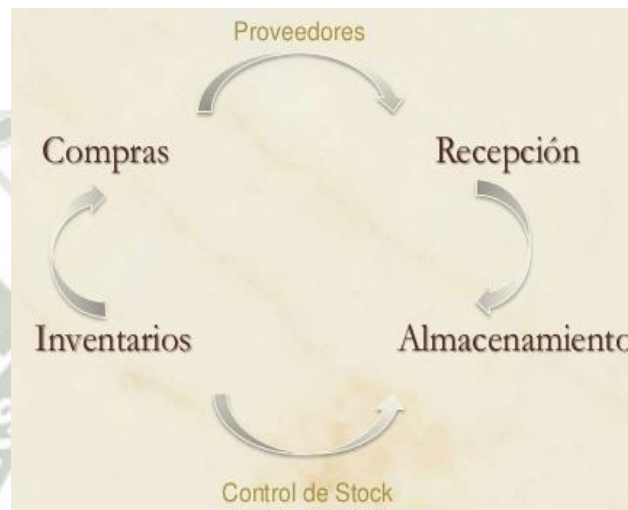 Proveedores
Compras
Recepción
Inventarios
Almacenamiento
Control de Stock